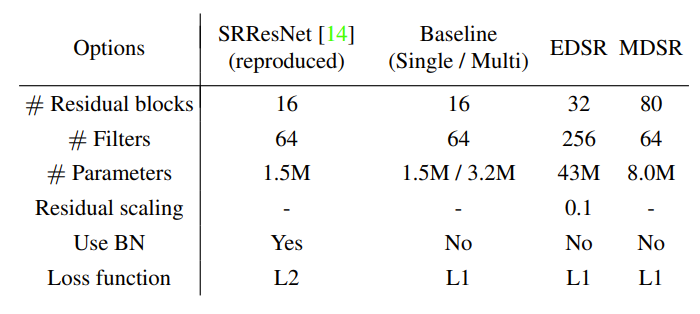 Options SRResNet [14] (reproduced) Baseline (Single / Multi) EDSR MDSR
# Residual blocks 16 16 32 80
# Filters 64 64 256 64
# Parameters 1.5M 1.5M / 3.2M 43M 8.0M
Residual scaling - - 0.1 -
Use BN Yes No No No
Loss function L2 L1 L1 L1